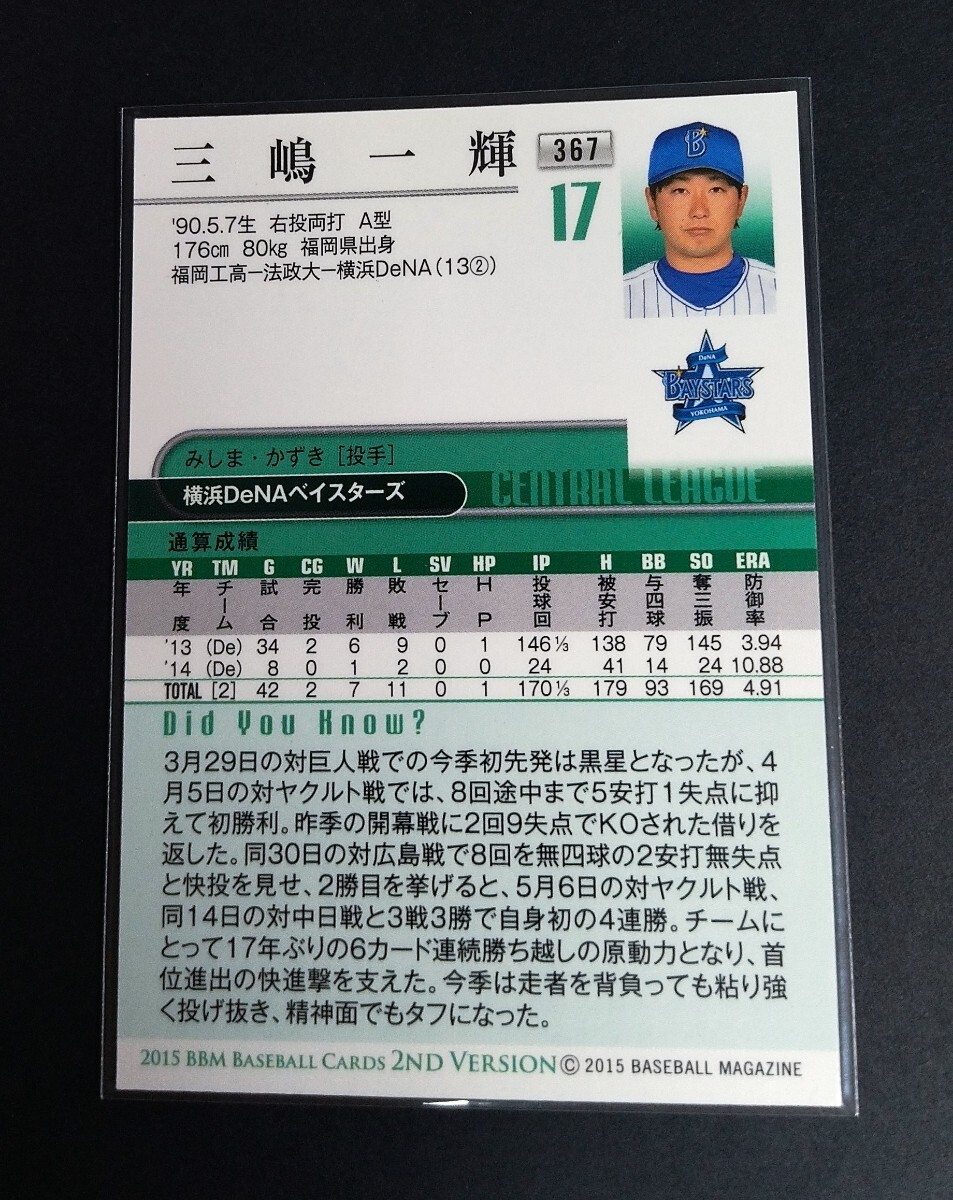 三嶋一輝 367
17
'90.5.7生 右投両打 A型
176cm 80kg 福岡県出身
福岡工高ー法政大ー横浜DeNA(13②)
B
DeNA
BAYSTARS
YOKOHAMA
みしま・かずき[投手]
横浜DeNAベイスターズ CENTRAL LEAGUE
通算成績
YR TM G CG W L SV HP IP H BB SO ERA
年度 チーム 試合 完投 勝利 敗戦 セーブ HP 投球回 被安打 与四球 奪三振 防御率
'13 (De) 34 2 6 9 0 1 146⅓ 138 79 145 3.94
'14 (De) 8 0 1 2 0 0 24 41 14 24 10.88
TOTAL [2] 42 2 7 11 0 1 170⅓ 179 93 169 4.91
Did You Know?
3月29日の対巨人戦での今季初先発は黒星となったが、4
月5日の対ヤクルト戦では、8回途中まで5安打1失点に抑
えて初勝利。昨季の開幕戦に2回9失点でKOされた借りを
返した。同30日の対広島戦で8回を無四球の2安打無失点
と快投を見せ、2勝目を挙げると、5月6日の対ヤクルト戦、
同14日の対中日戦と3戦3勝で自身初の4連勝。チームに
とって17年ぶりの6カード連続勝ち越しの原動力となり、首
位進出の快進撃を支えた。今季は走者を背負っても粘り強
く投げ抜き、精神面でもタフになった。
2015 BBM BASEBALL CARDS 2ND VERSION © 2015 BASEBALL MAGAZINE